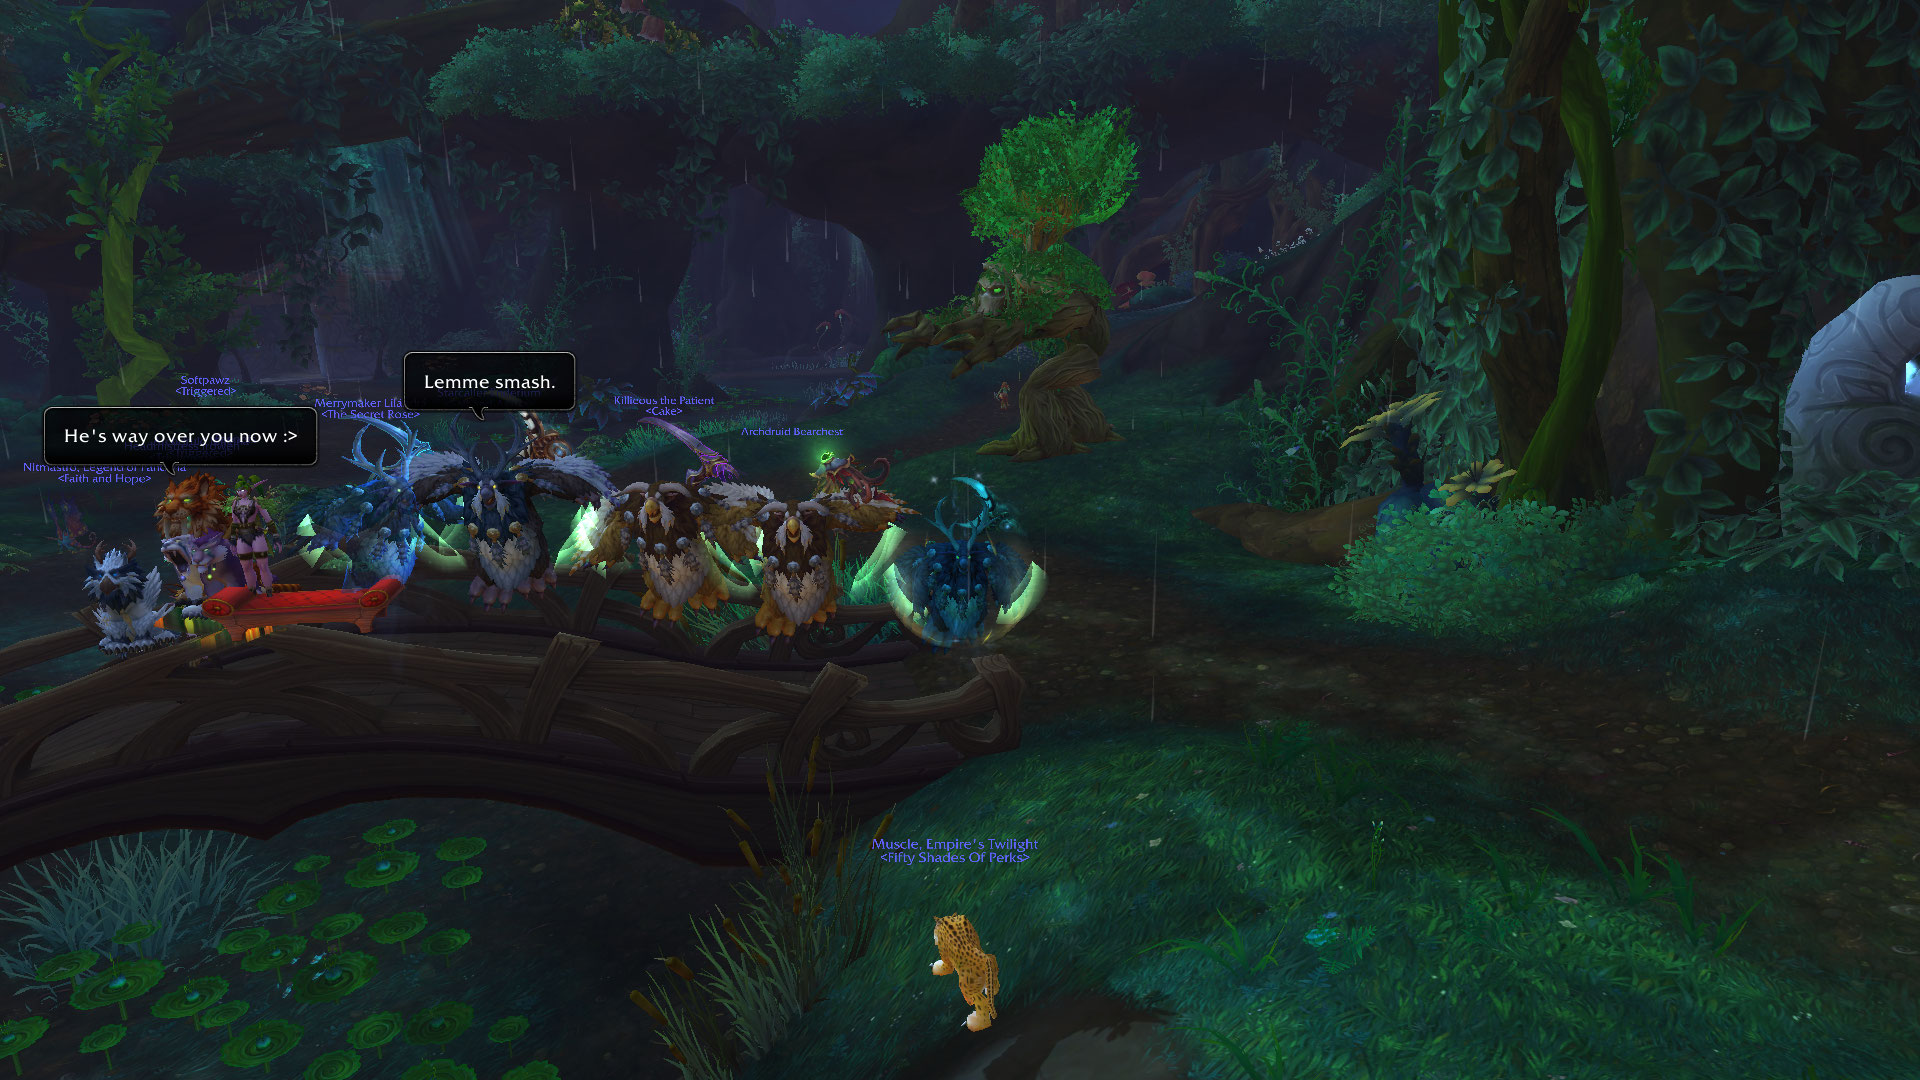 Softpawz
<Triggered>
Lemme smash.
Merrymaker Lila
<The Secret Rose>
Killicous the Patient
<Cake>
He's way over you now :>
Archdruid Bearchest
<Faith and Hope>
Muscle, Empire's Twilight
<Fifty Shades Of Perks>